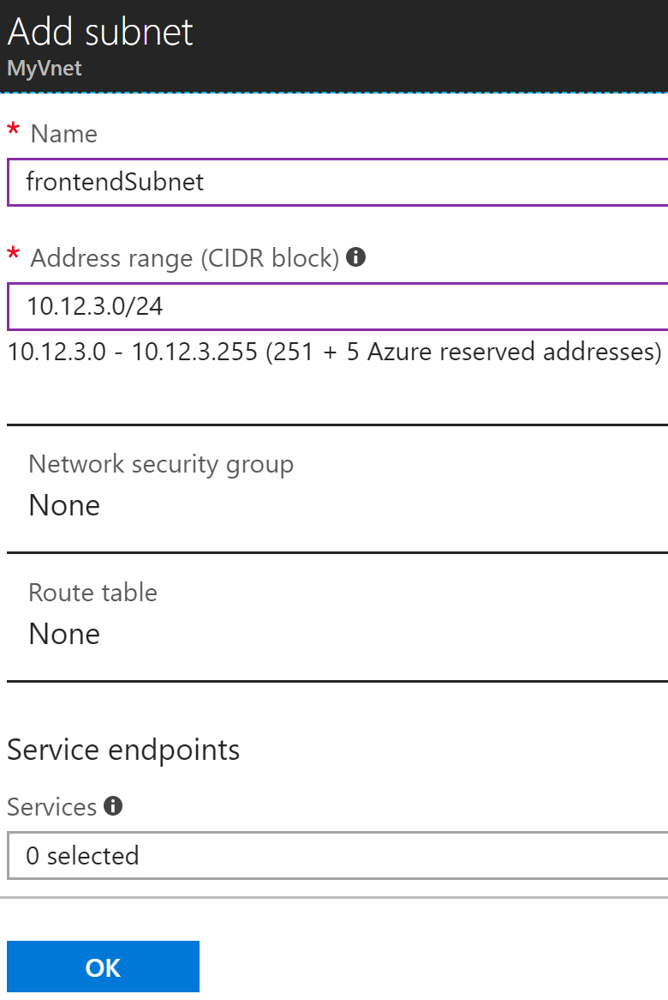 Add subnet
MyVnet
* Name
frontendSubnet
* Address range (CIDR block)
10.12.3.0/24
10.12.3.0 - 10.12.3.255 (251 + 5 Azure reserved addresses)
Network security group
None
Route table
None
Service endpoints
Services
0 selected
OK